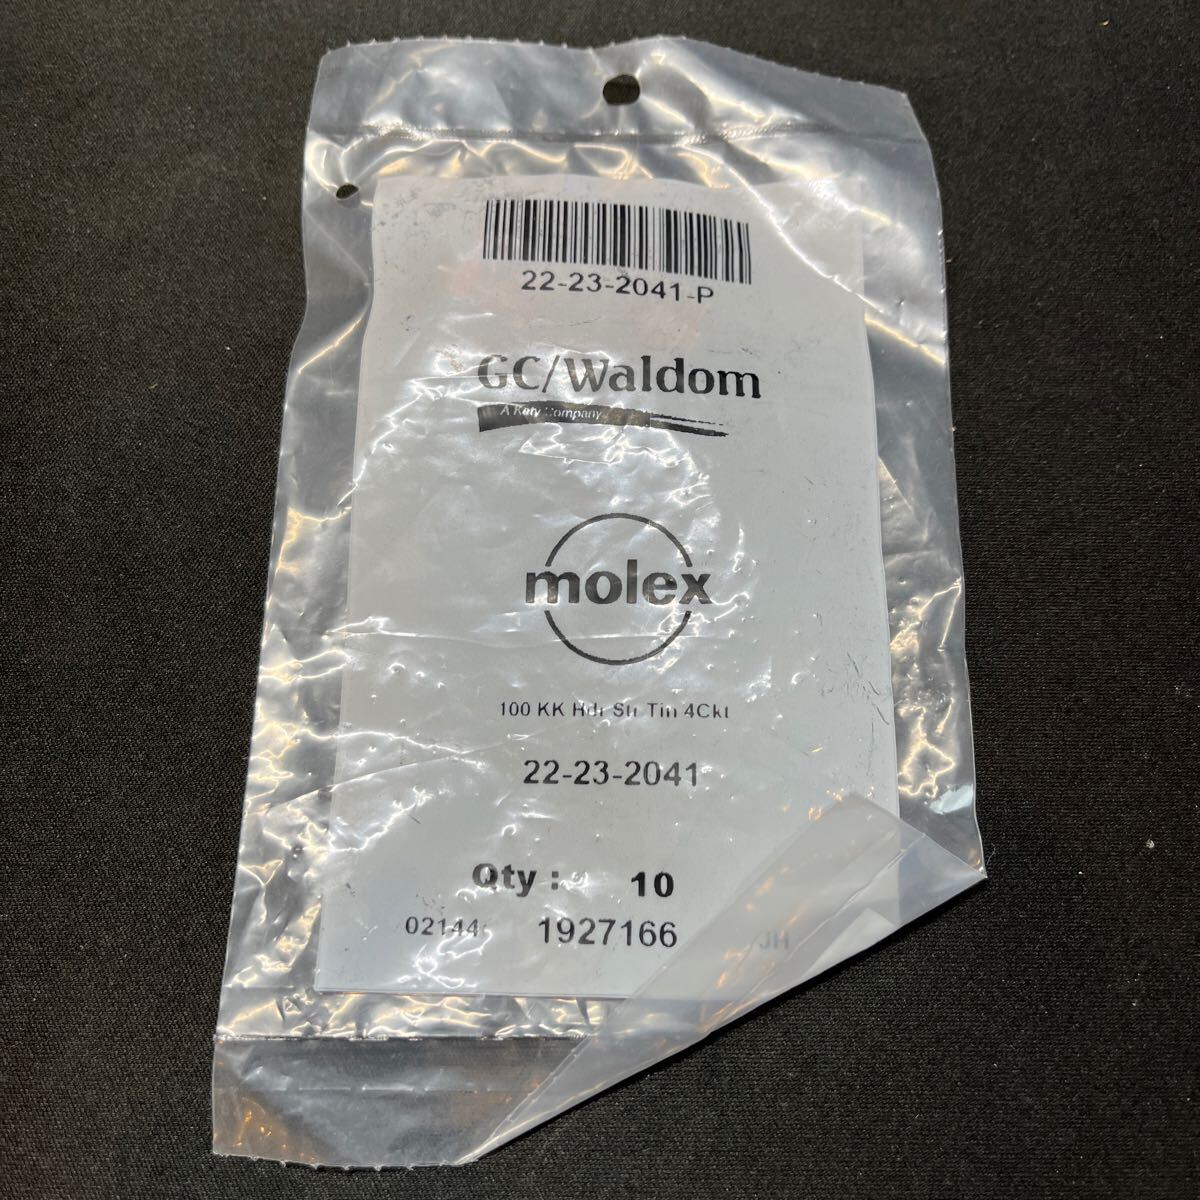 22-23-2041-P
GC/Waldom
A Katy Company
molex
100 KK Hdr Str Tin 4Ckt
22-23-2041
Qty : 10
02144 1927166 JH